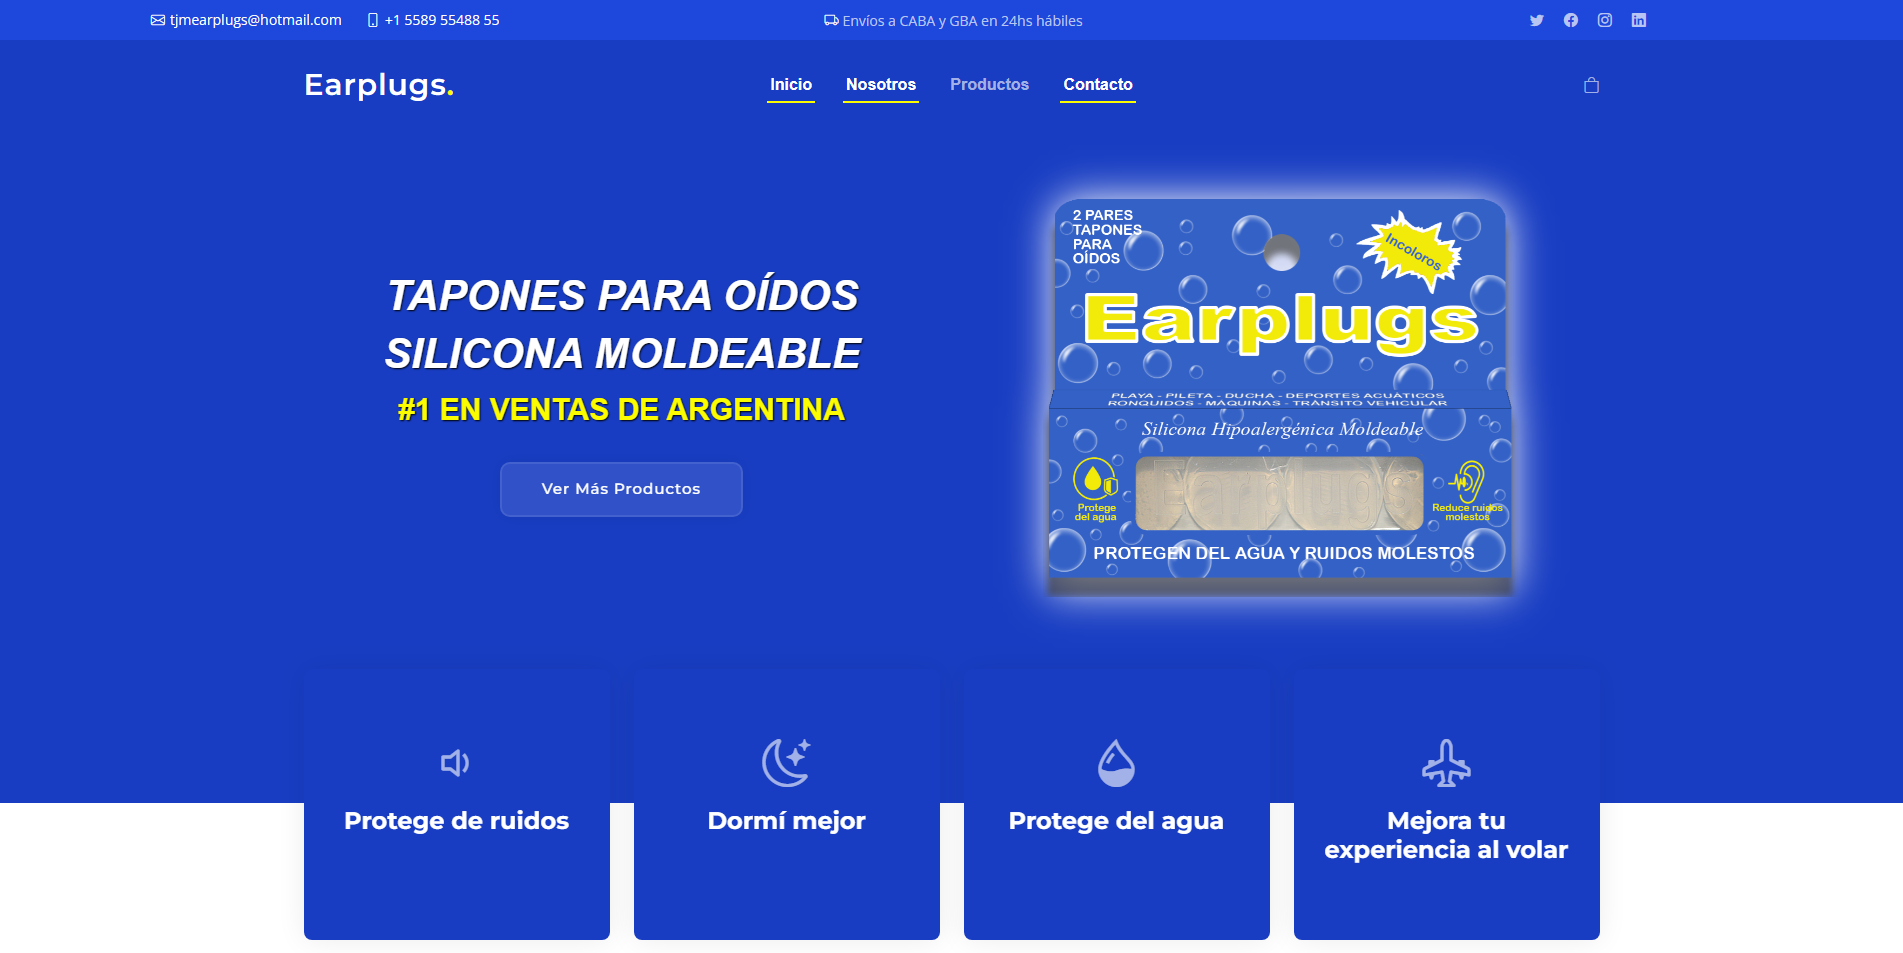 tjmearplugs@hotmail.com
+1 5589 55488 55
Envíos a CABA y GBA en 24hs hábiles
Earplugs.
Inicio
Nosotros
Productos
Contacto
TAPONES PARA OÍDOS
SILICONA MOLDEABLE
#1 EN VENTAS DE ARGENTINA
Ver Más Productos
2 PARES
TAPONES
PARA
OÍDOS
Incoloros
Earplugs
PLAYA - PILETA - DUCHA - DEPORTES ACUÁTICOS
RONQUIDOS - MÁQUINAS - TRÁNSITO VEHICULAR
Silicona Hipoalergénica Moldeable
Protege
del agua
Earplugs
Reduce ruidos
molestos
PROTEGEN DEL AGUA Y RUIDOS MOLESTOS
Protege de ruidos
Dormí mejor
Protege del agua
Mejora tu
experiencia al volar